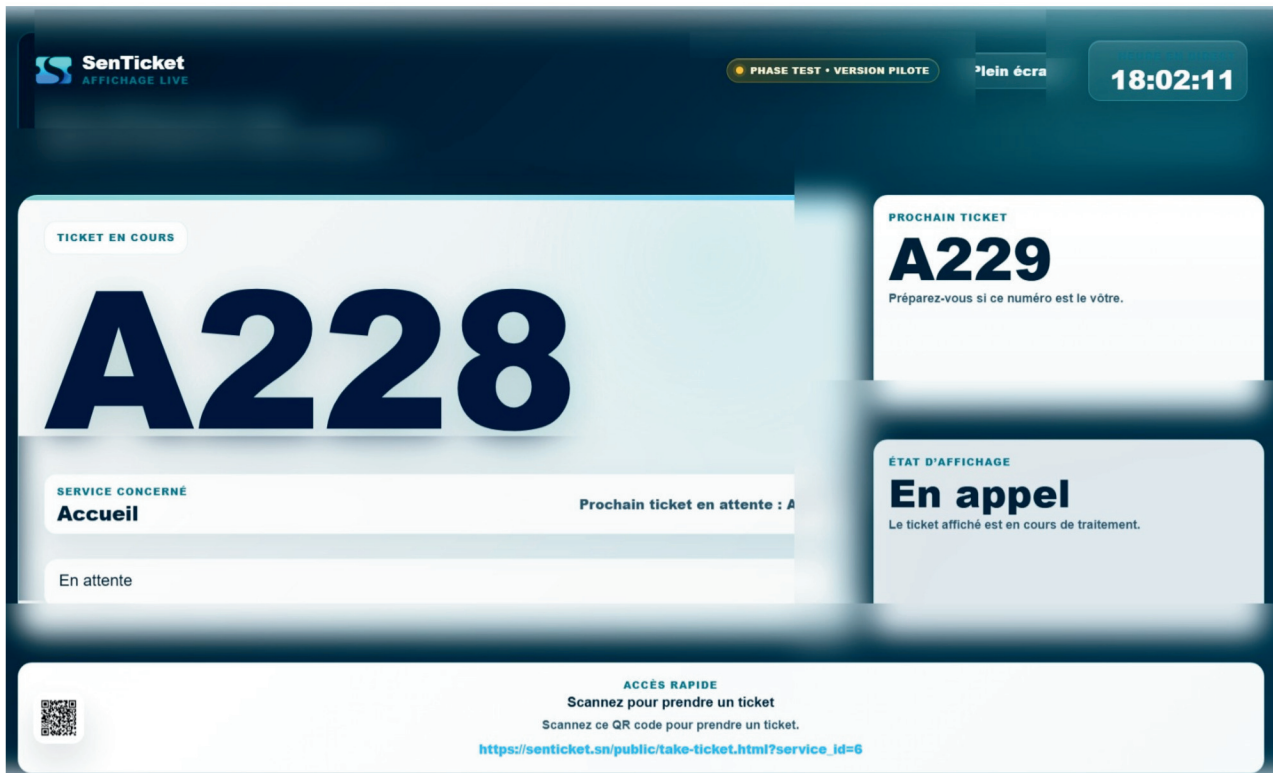 SenTicket
AFFICHAGE LIVE
PHASE TEST • VERSION PILOTE
Plein écra
18:02:11
TICKET EN COURS
A228
SERVICE CONCERNÉ
Accueil
Prochain ticket en attente : A
En attente
PROCHAIN TICKET
A229
Préparez-vous si ce numéro est le vôtre.
ÉTAT D'AFFICHAGE
En appel
Le ticket affiché est en cours de traitement.
ACCÈS RAPIDE
Scannez pour prendre un ticket
Scannez ce QR code pour prendre un ticket.
https://senticket.sn/public/take-ticket.html?service_id=6